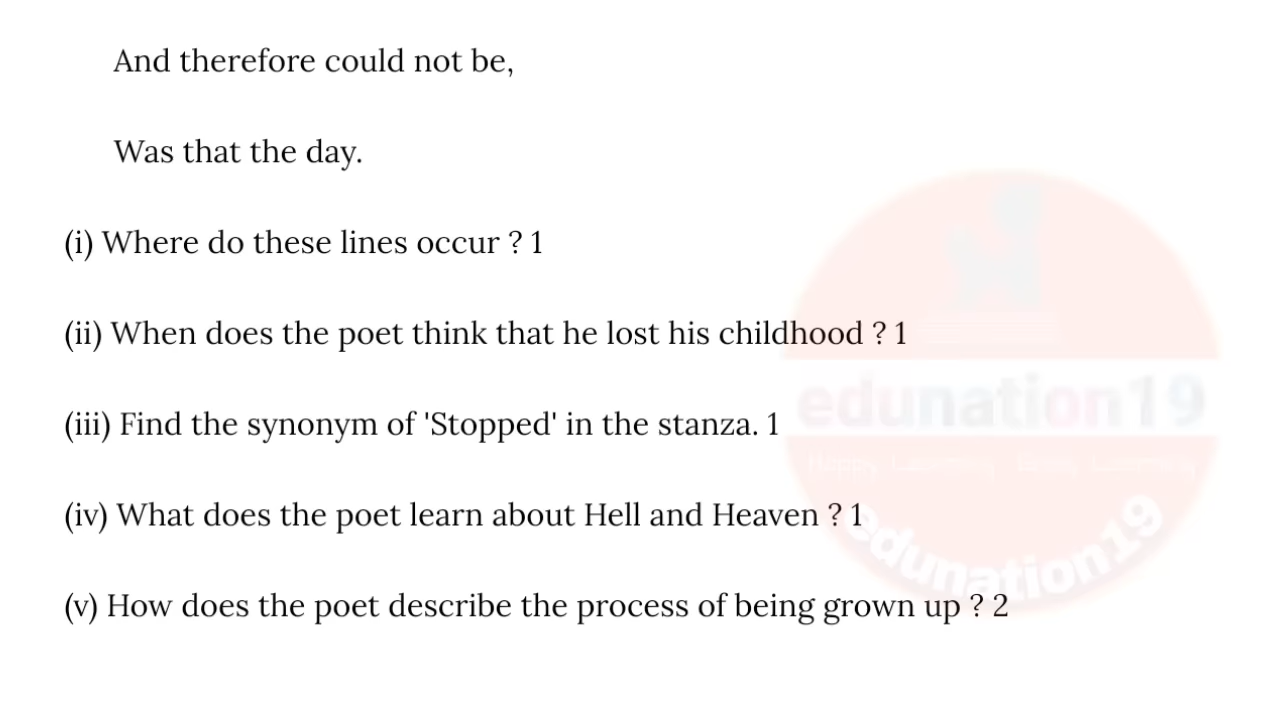 And therefore could not be,
Was that the day.
(i) Where do these lines occur ? 1
(ii) When does the poet think that he lost his childhood ? 1
(iii) Find the synonym of 'Stopped' in the stanza. 1
edunation19
(iv) What does the poet learn about Hell and Heaven ? 1
edunation19
(v) How does the poet describe the process of being grown up ? 2